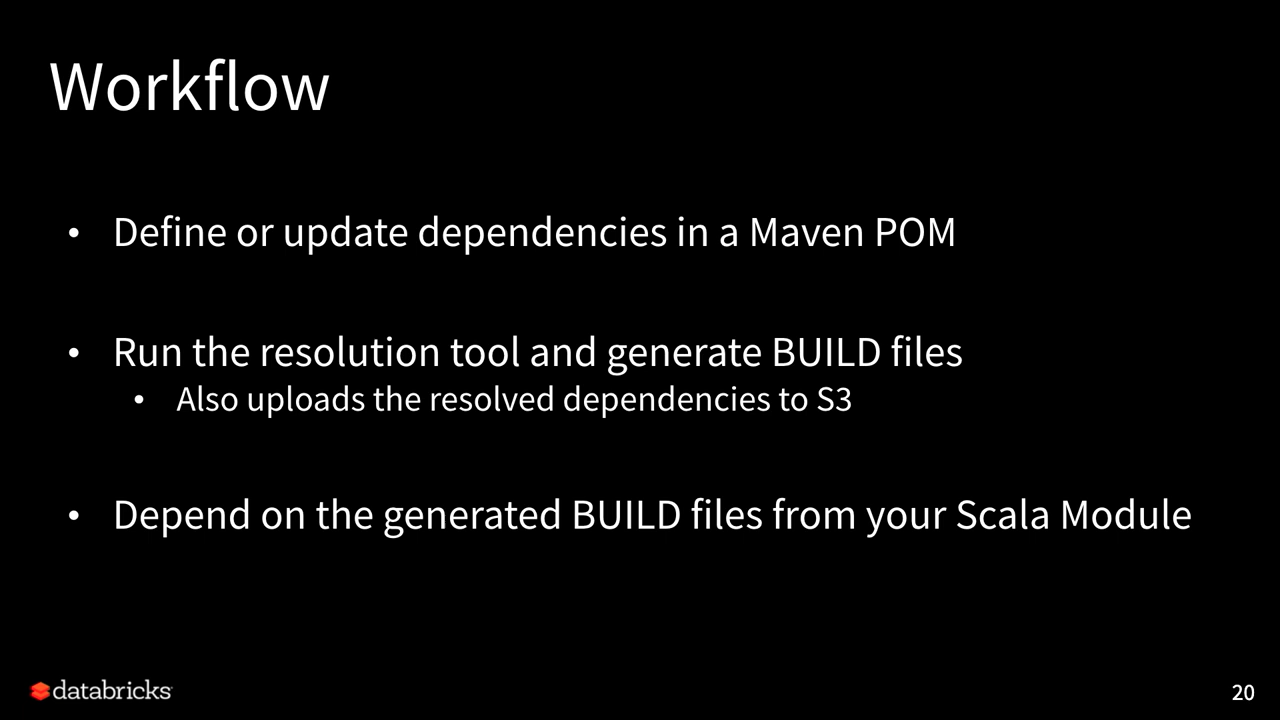 Workflow
• Define or update dependencies in a Maven POM
• Run the resolution tool and generate BUILD files
• Also uploads the resolved dependencies to S3
• Depend on the generated BUILD files from your Scala Module
databricks
20